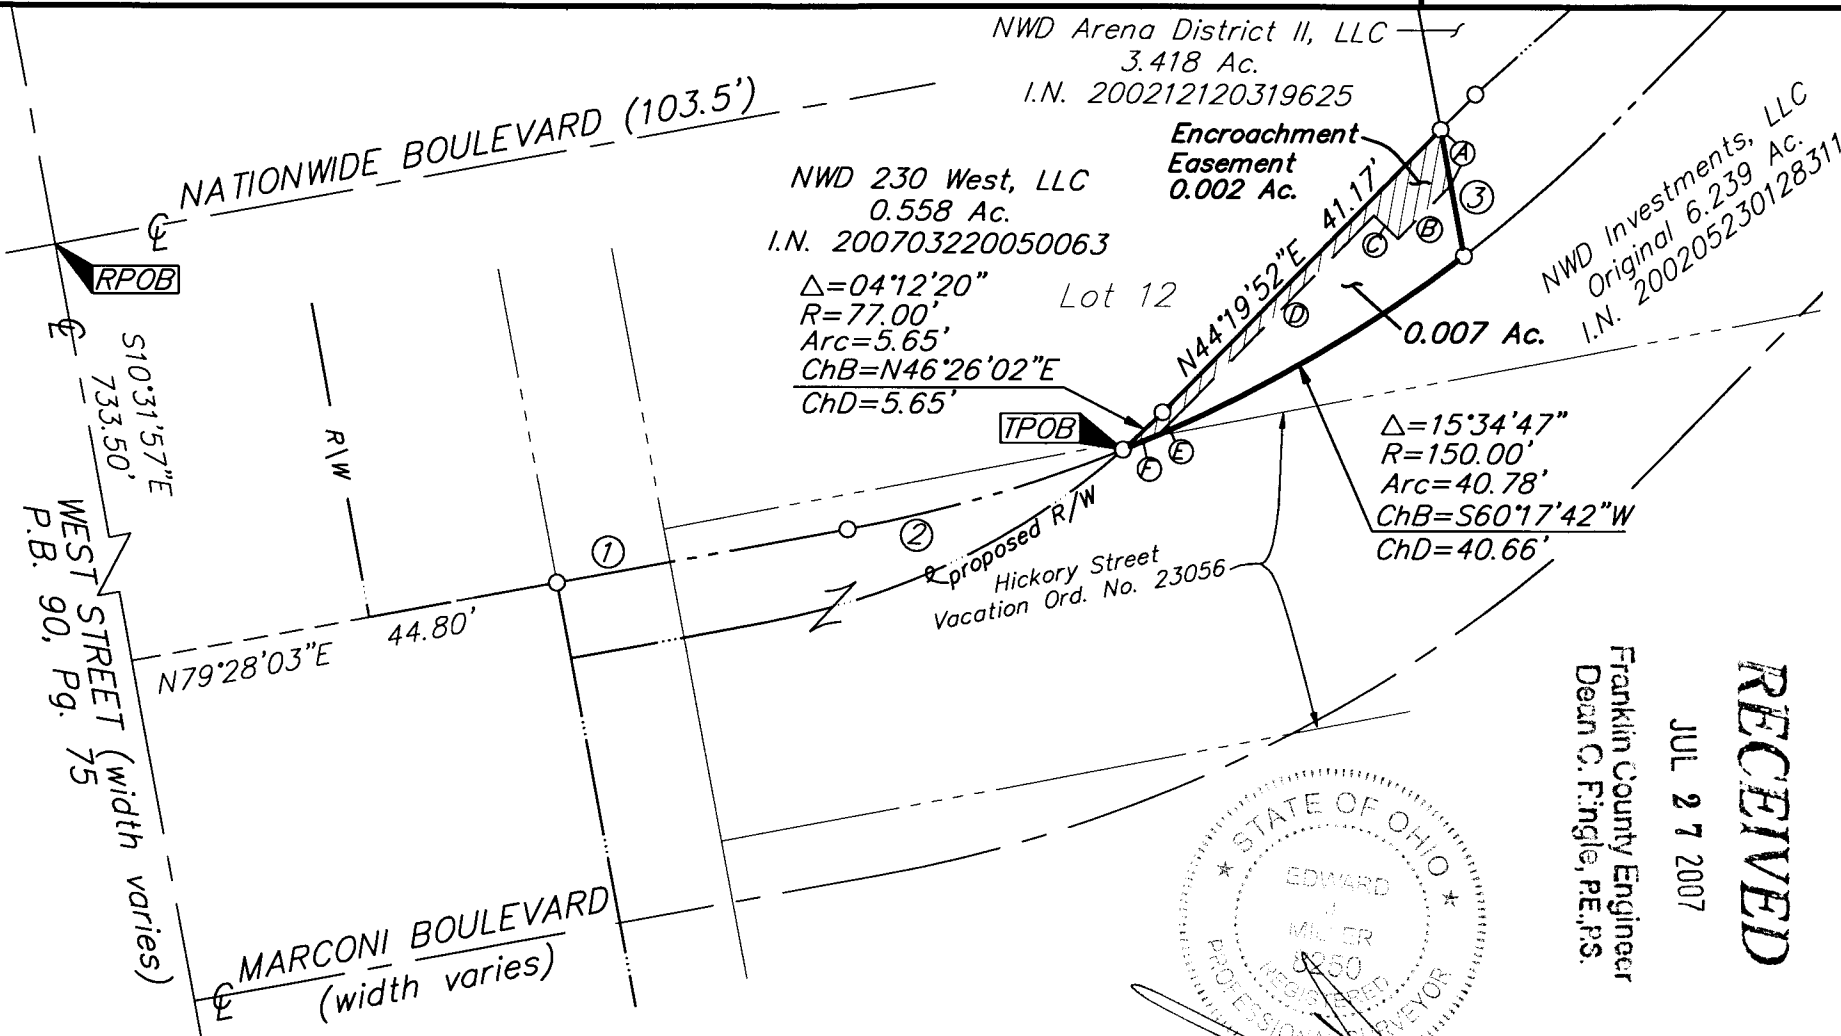 NWD Arena District II, LLC
3.418 Ac.
I.N. 200212120319625
NATIONWIDE BOULEVARD (103.5')
Encroachment
Easement
0.002 Ac.
NWD 230 West, LLC
0.558 Ac.
I.N. 200703220050063
Δ=04°12'20"
R=77.00'
Arc=5.65'
ChB=N46°26'02"E
ChD=5.65'
Lot 12
N44°19'52"E 41.17'
A
3
B
C
D
E
F
NWD Investments, LLC
Original 6.239 Ac.
I.N. 200205230128311
0.007 Ac.
RPOB
TPOB
S10°31'57"E
733.50'
R\W
Δ=15°34'47"
R=150.00'
Arc=40.78'
ChB=S60°17'42"W
ChD=40.66'
1
2
proposed R/W
Hickory Street
Vacation Ord. No. 23056
44.80'
N79°28'03"E
WEST STREET (width varies)
P.B. 90, Pg. 75
MARCONI BOULEVARD
(width varies)
RECEIVED
JUL 27 2007
Franklin County Engineer
Dean C. Ringle, P.E., P.S.
STATE OF OHIO
EDWARD
J
MILLER
8250
REGISTERED
PROFESSIONAL SURVEYOR